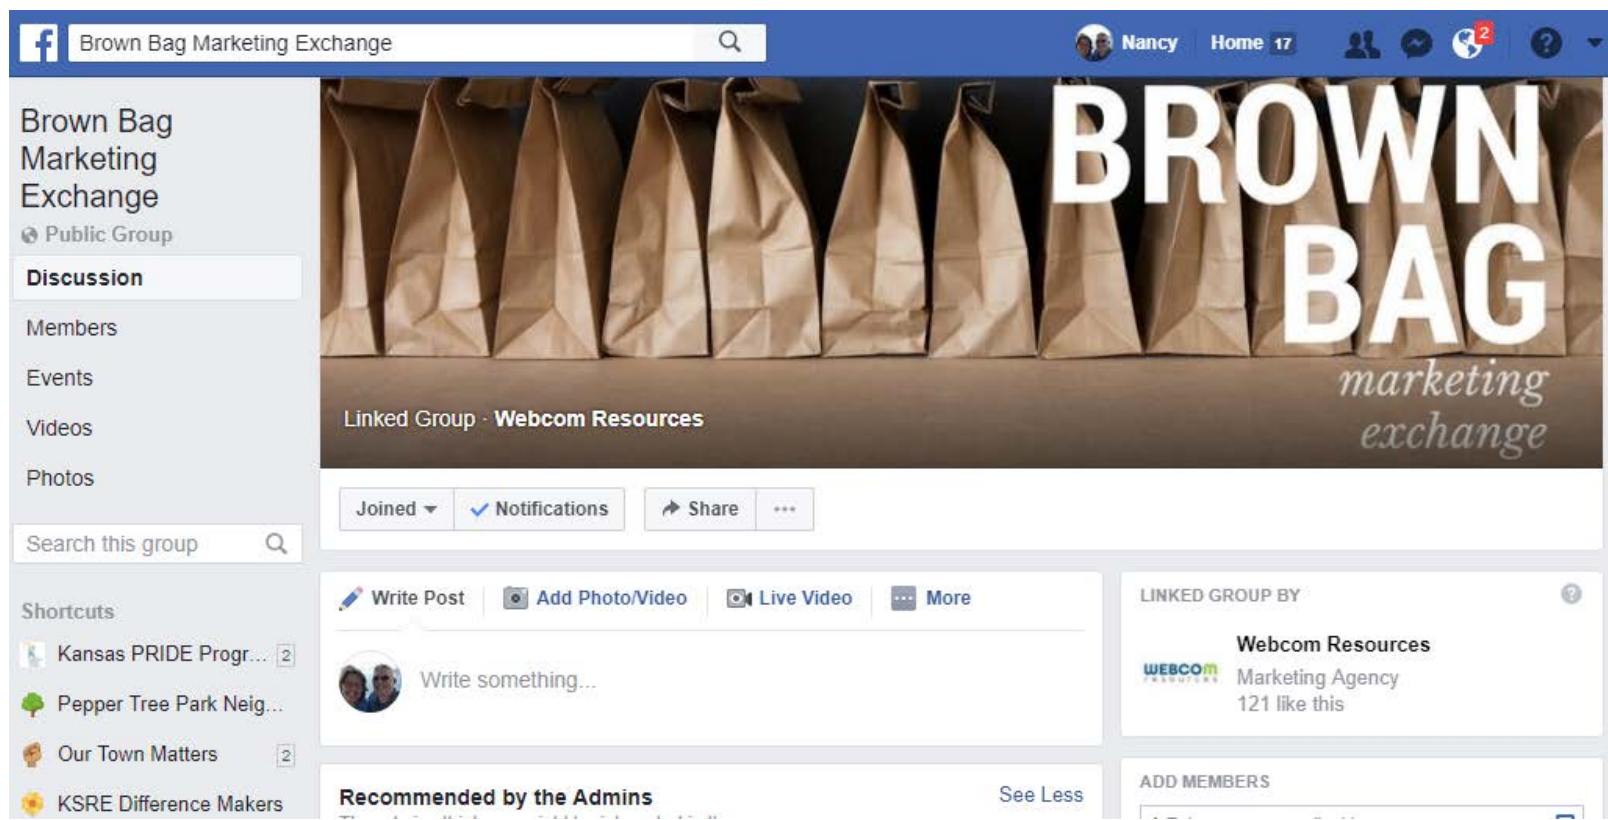 Brown Bag Marketing Exchange
Nancy
Home 17
2
Brown Bag
Marketing
Exchange
Public Group
Discussion
Members
Events
Videos
Photos
Search this group
Shortcuts
Kansas PRIDE Progr... 2
Pepper Tree Park Neig...
Our Town Matters 2
KSRE Difference Makers
BROWN
BAG
marketing
exchange
Linked Group · Webcom Resources
Joined
Notifications
Share
Write Post
Add Photo/Video
Live Video
More
Write something...
Recommended by the Admins
See Less
LINKED GROUP BY
WEBCOM
RESOURCES
Webcom Resources
Marketing Agency
121 like this
ADD MEMBERS